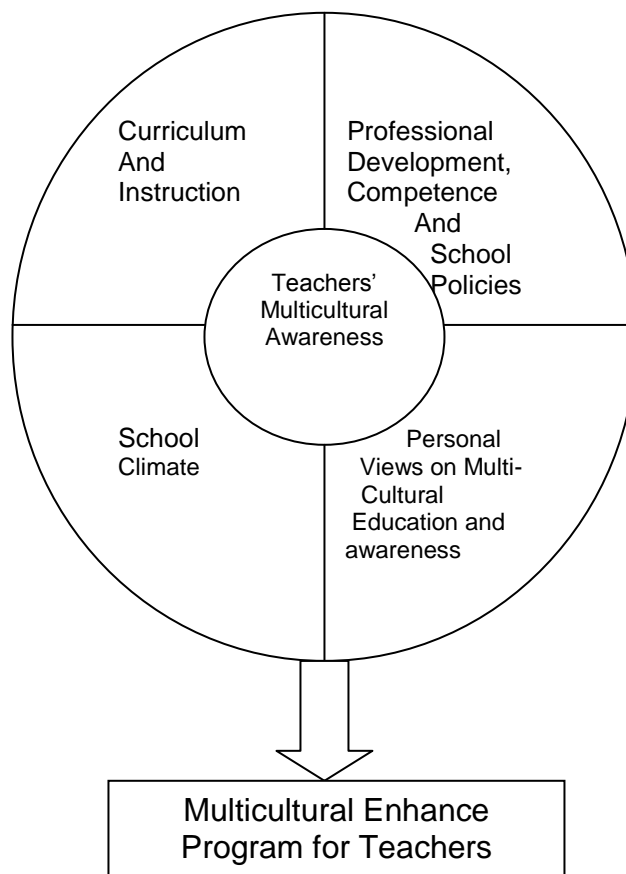 Curriculum
And
Instruction
Professional
Development,
Competence
And
School
Policies
Teachers’
Multicultural
Awareness
School
Climate
Personal
Views on Multi-
Cultural
Education and
awareness
Multicultural Enhance
Program for Teachers